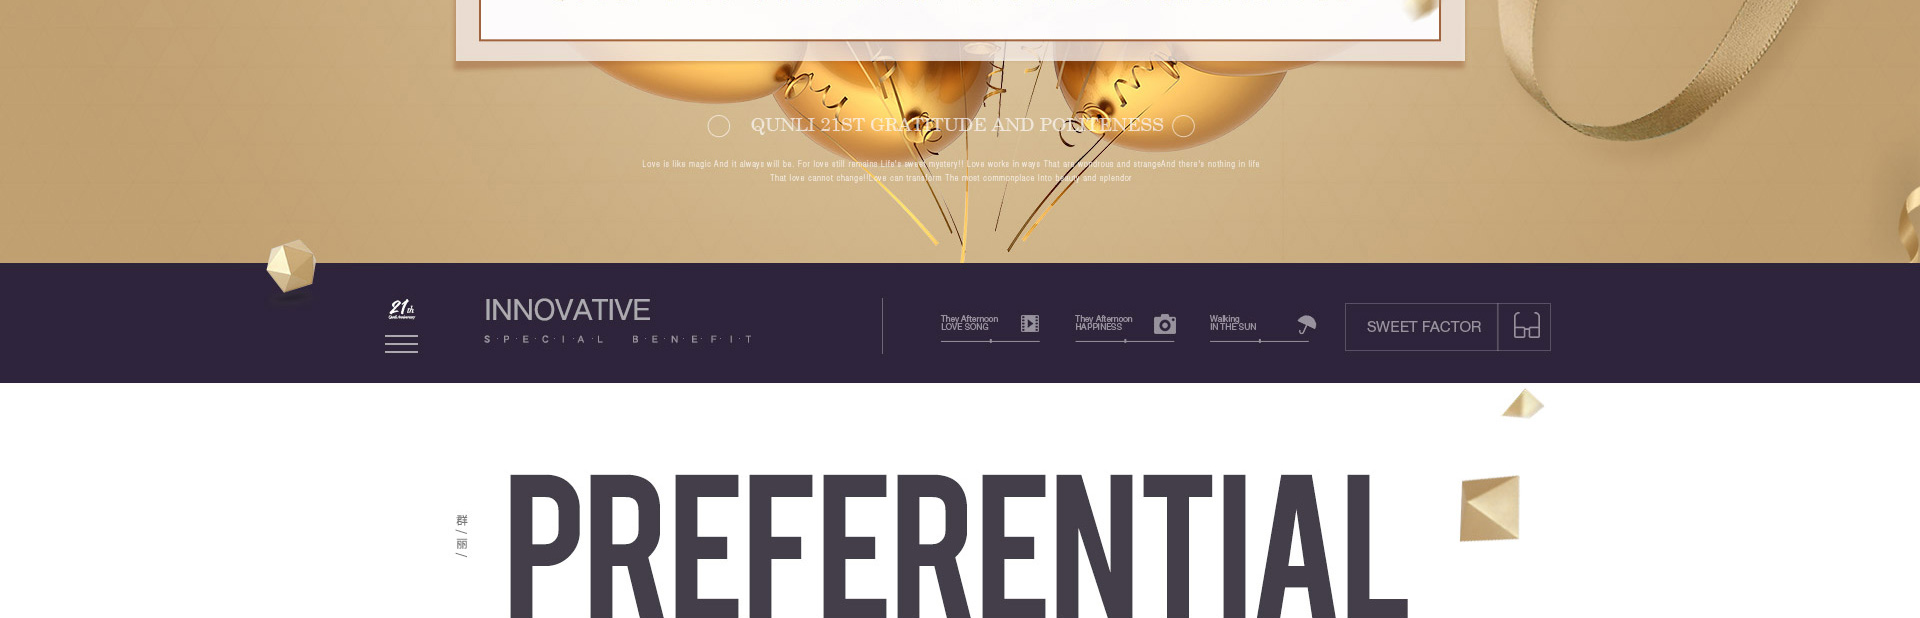 QUNLI 21ST GRATITUDE AND POLITENESS
Love is like magic And it always will be. For love still remains Life's sweet mystery!! Love works in ways That are wondrous and strangeAnd there's nothing in life
That love cannot change!!Love can transform The most commonplace Into beauty and splendor
21th
INNOVATIVE
S·P·E·C·I·A·L B·E·N·E·F·I·T
They Afternoon
LOVE SONG
They Afternoon
HAPPINESS
Walking
IN THE SUN
SWEET FACTOR
群/丽/
PREFERENTIAL